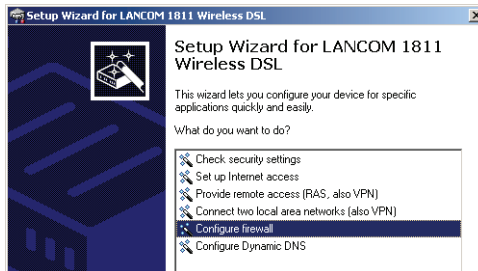 Setup Wizard for LANCOM 1811 Wireless DSL
Setup Wizard for LANCOM 1811
Wireless DSL
This wizard lets you configure your device for specific
applications quickly and easily.
What do you want to do?
Check security settings
Set up Internet access
Provide remote access (RAS, also VPN)
Connect two local area networks (also VPN)
Configure firewall
Configure Dynamic DNS